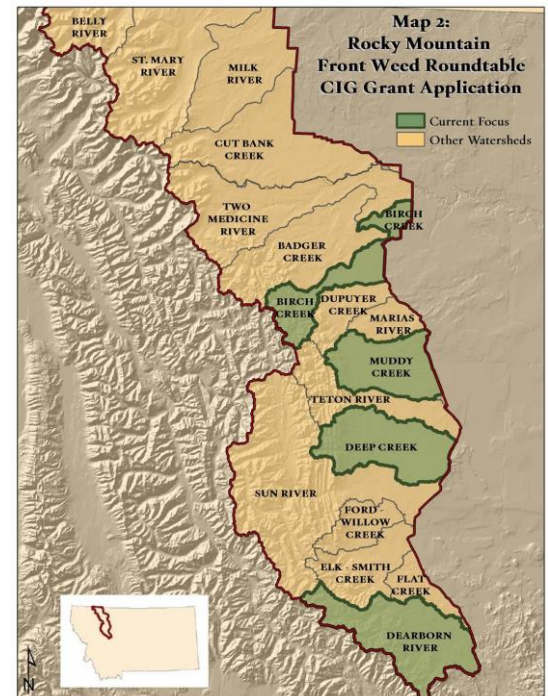 Map 2:
Rocky Mountain
Front Weed Roundtable
CIG Grant Application
Current Focus
Other Watersheds
BELLY
RIVER
ST. MARY
RIVER
MILK
RIVER
CUT BANK
CREEK
TWO
MEDICINE
RIVER
BIRCH
CREEK
BADGER
CREEK
BIRCH
CREEK
DUPUYER
CREEK
MARIAS
RIVER
MUDDY
CREEK
TETON RIVER
DEEP CREEK
SUN RIVER
FORD
WILLOW
CREEK
ELK - SMITH
CREEK
FLAT
CREEK
DEARBORN
RIVER
N